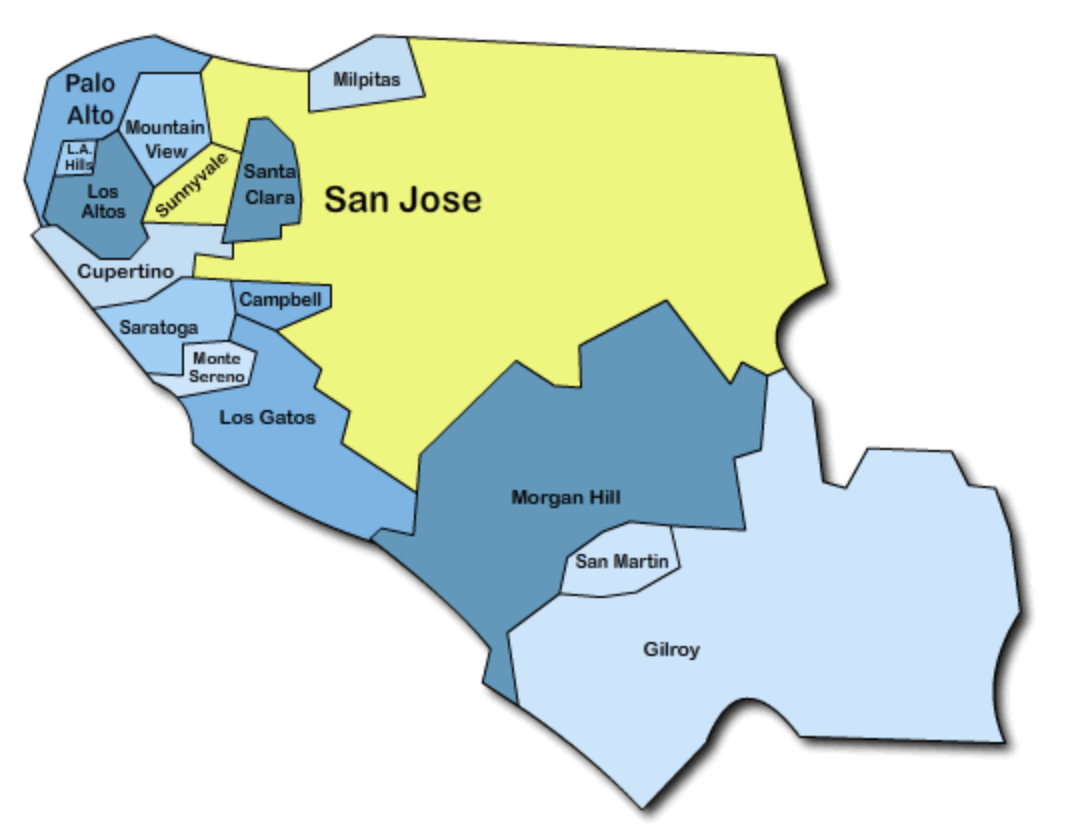 Palo
Alto
Milpitas
Mountain
View
L.A.
Hills
Sunnyvale
Santa
Clara
Los
Altos
San Jose
Cupertino
Campbell
Saratoga
Monte
Sereno
Los Gatos
Morgan Hill
San Martin
Gilroy